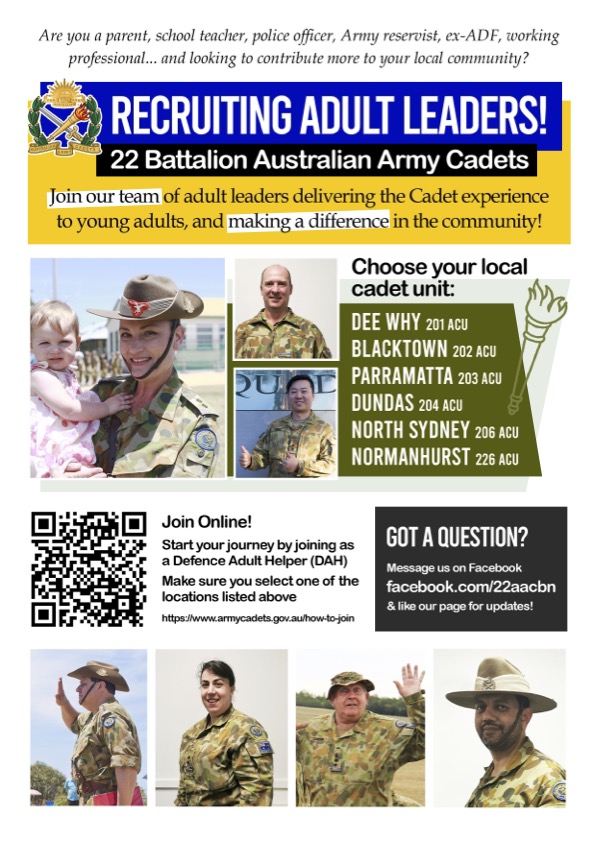 Are you a parent, school teacher, police officer, Army reservist, ex-ADF, working
professional... and looking to contribute more to your local community?
RECRUITING ADULT LEADERS!
22 Battalion Australian Army Cadets
Join our team of adult leaders delivering the Cadet experience
to young adults, and making a difference in the community!
Choose your local
cadet unit:
DEE WHY 201 ACU
BLACKTOWN 202 ACU
PARRAMATTA 203 ACU
DUNDAS 204 ACU
NORTH SYDNEY 206 ACU
NORMANHURST 226 ACU
Join Online!
Start your journey by joining as
a Defence Adult Helper (DAH)
Make sure you select one of the
locations listed above
https://www.armycadets.gov.au/how-to-join
GOT A QUESTION?
Message us on Facebook
facebook.com/22aacbn
& like our page for updates!